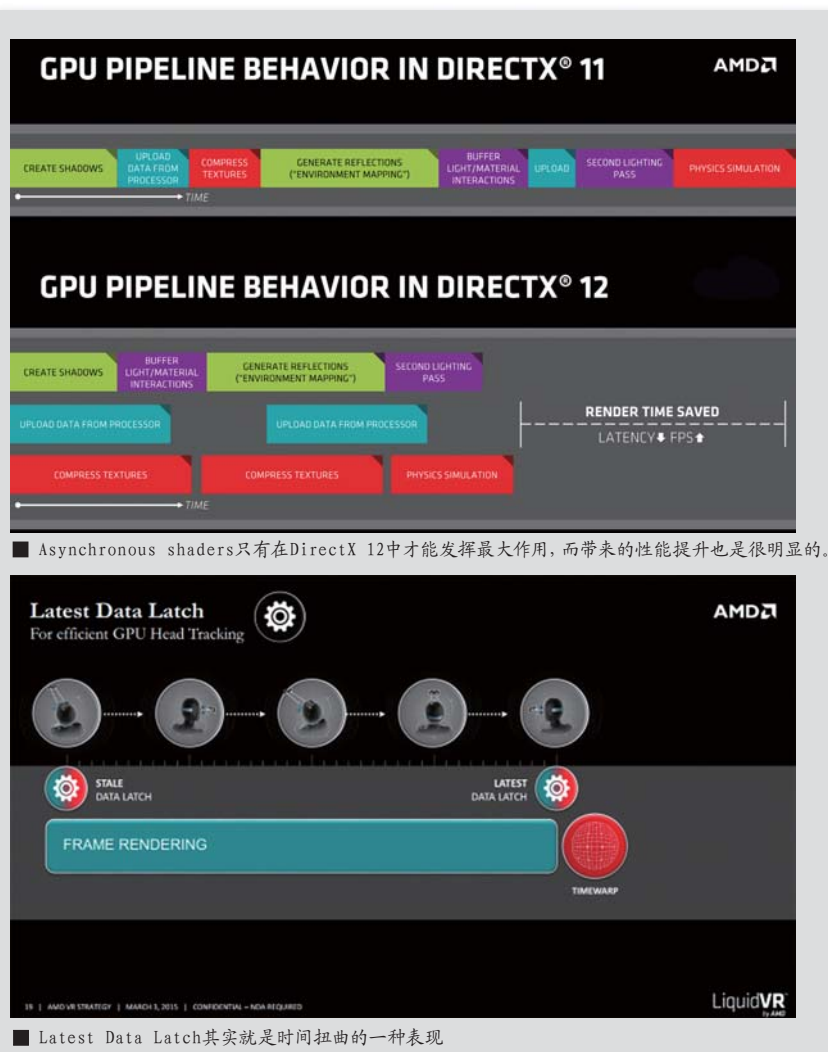 GPU PIPELINE BEHAVIOR IN DIRECTX® 11
AMD
CREATE SHADOWS
UPLOAD
DATA FROM
PROCESSOR
COMPRESS
TEXTURES
GENERATE REFLECTIONS
("ENVIRONMENT MAPPING")
BUFFER
LIGHT/MATERIAL
INTERACTIONS
UPLOAD
SECOND LIGHTING
PASS
PHYSICS SIMULATION
TIME
GPU PIPELINE BEHAVIOR IN DIRECTX® 12
CREATE SHADOWS
BUFFER
LIGHT/MATERIAL
INTERACTIONS
GENERATE REFLECTIONS
("ENVIRONMENT MAPPING")
SECOND LIGHTING
PASS
UPLOAD DATA FROM PROCESSOR
UPLOAD DATA FROM PROCESSOR
RENDER TIME SAVED
LATENCY⬇ FPS⬆
COMPRESS TEXTURES
COMPRESS TEXTURES
PHYSICS SIMULATION
TIME
■ Asynchronous shaders只有在DirectX 12中才能发挥最大作用，而带来的性能提升也是很明显的。
Latest Data Latch
For efficient GPU Head Tracking
AMD
STALE
DATA LATCH
LATEST
DATA LATCH
FRAME RENDERING
TIMEWARP
19 | AMD VR STRATEGY | MARCH 3, 2015 | CONFIDENTIAL – NDA REQUIRED
LiquidVR
by AMD
■ Latest Data Latch其实就是时间扭曲的一种表现